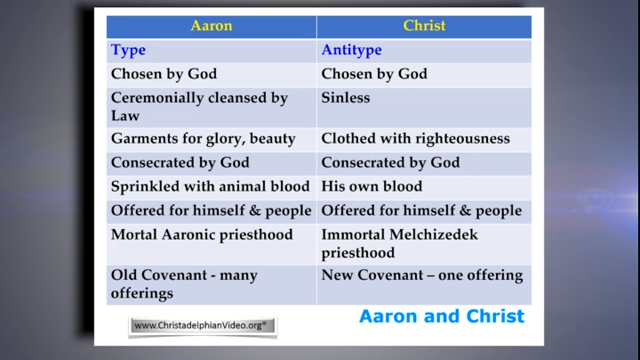 Aaron Christ
Type Antitype
Chosen by God Chosen by God
Ceremonially cleansed by Sinless
Law
Garments for glory, beauty Clothed with righteousness
Consecrated by God Consecrated by God
Sprinkled with animal blood His own blood
Offered for himself & people Offered for himself & people
Mortal Aaronic priesthood Immortal Melchizedek
priesthood
Old Covenant - many New Covenant – one offering
offerings
Aaron and Christ
www.ChristadelphianVideo.org®